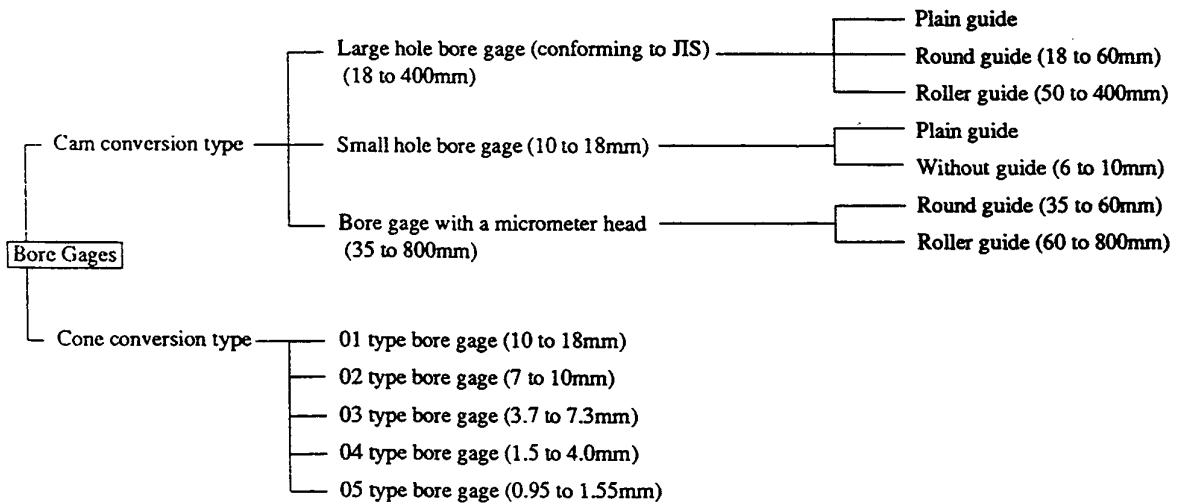 Plain guide
Large hole bore gage (conforming to JIS)
(18 to 400mm)
Round guide (18 to 60mm)
Roller guide (50 to 400mm)
Plain guide
Cam conversion type
Small hole bore gage (10 to 18mm)
Without guide (6 to 10mm)
Round guide (35 to 60mm)
Bore gage with a micrometer head
(35 to 800mm)
Roller guide (60 to 800mm)
Bore Gages
Cone conversion type
01 type bore gage (10 to 18mm)
02 type bore gage (7 to 10mm)
03 type bore gage (3.7 to 7.3mm)
04 type bore gage (1.5 to 4.0mm)
05 type bore gage (0.95 to 1.55mm)